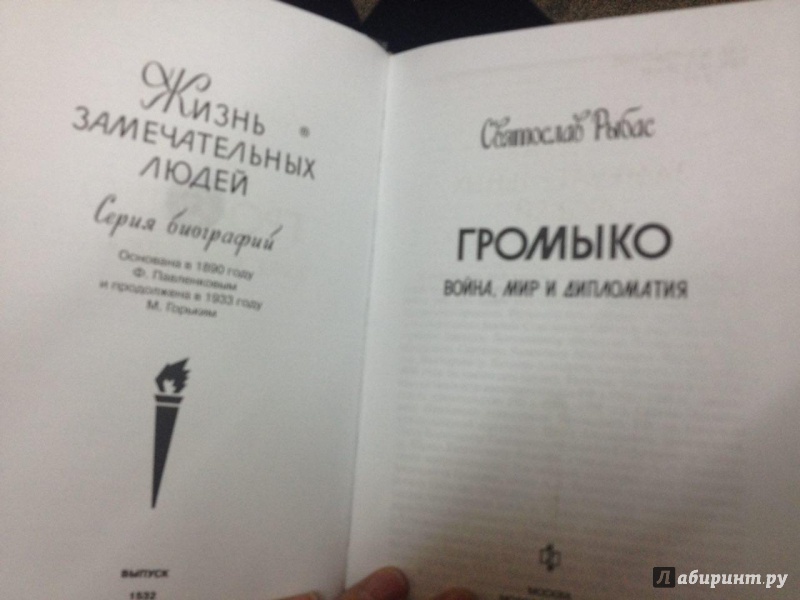 Жизнь
ЗАМЕЧАТЕЛЬНЫХ ®
ЛЮДЕЙ
Серия биографий
Основана в 1890 году
Ф. Павленковым
и продолжена в 1933 году
М. Горьким
ВЫПУСК
1532
Святослав Рыбас
ГРОМЫКО
ВОЙНА, МИР И ДИПЛОМАТИЯ
МОСКВА
Лабиринт.ру